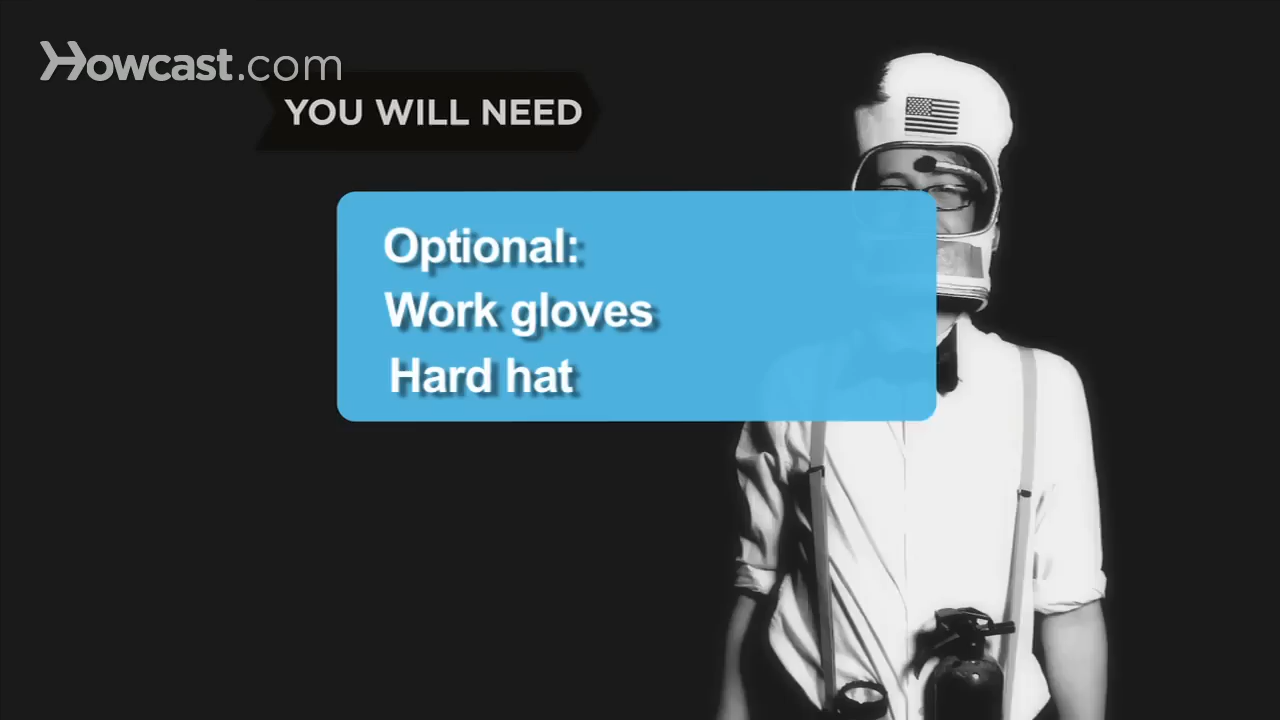 Howcast.com
YOU WILL NEED
Optional:
Work gloves
Hard hat